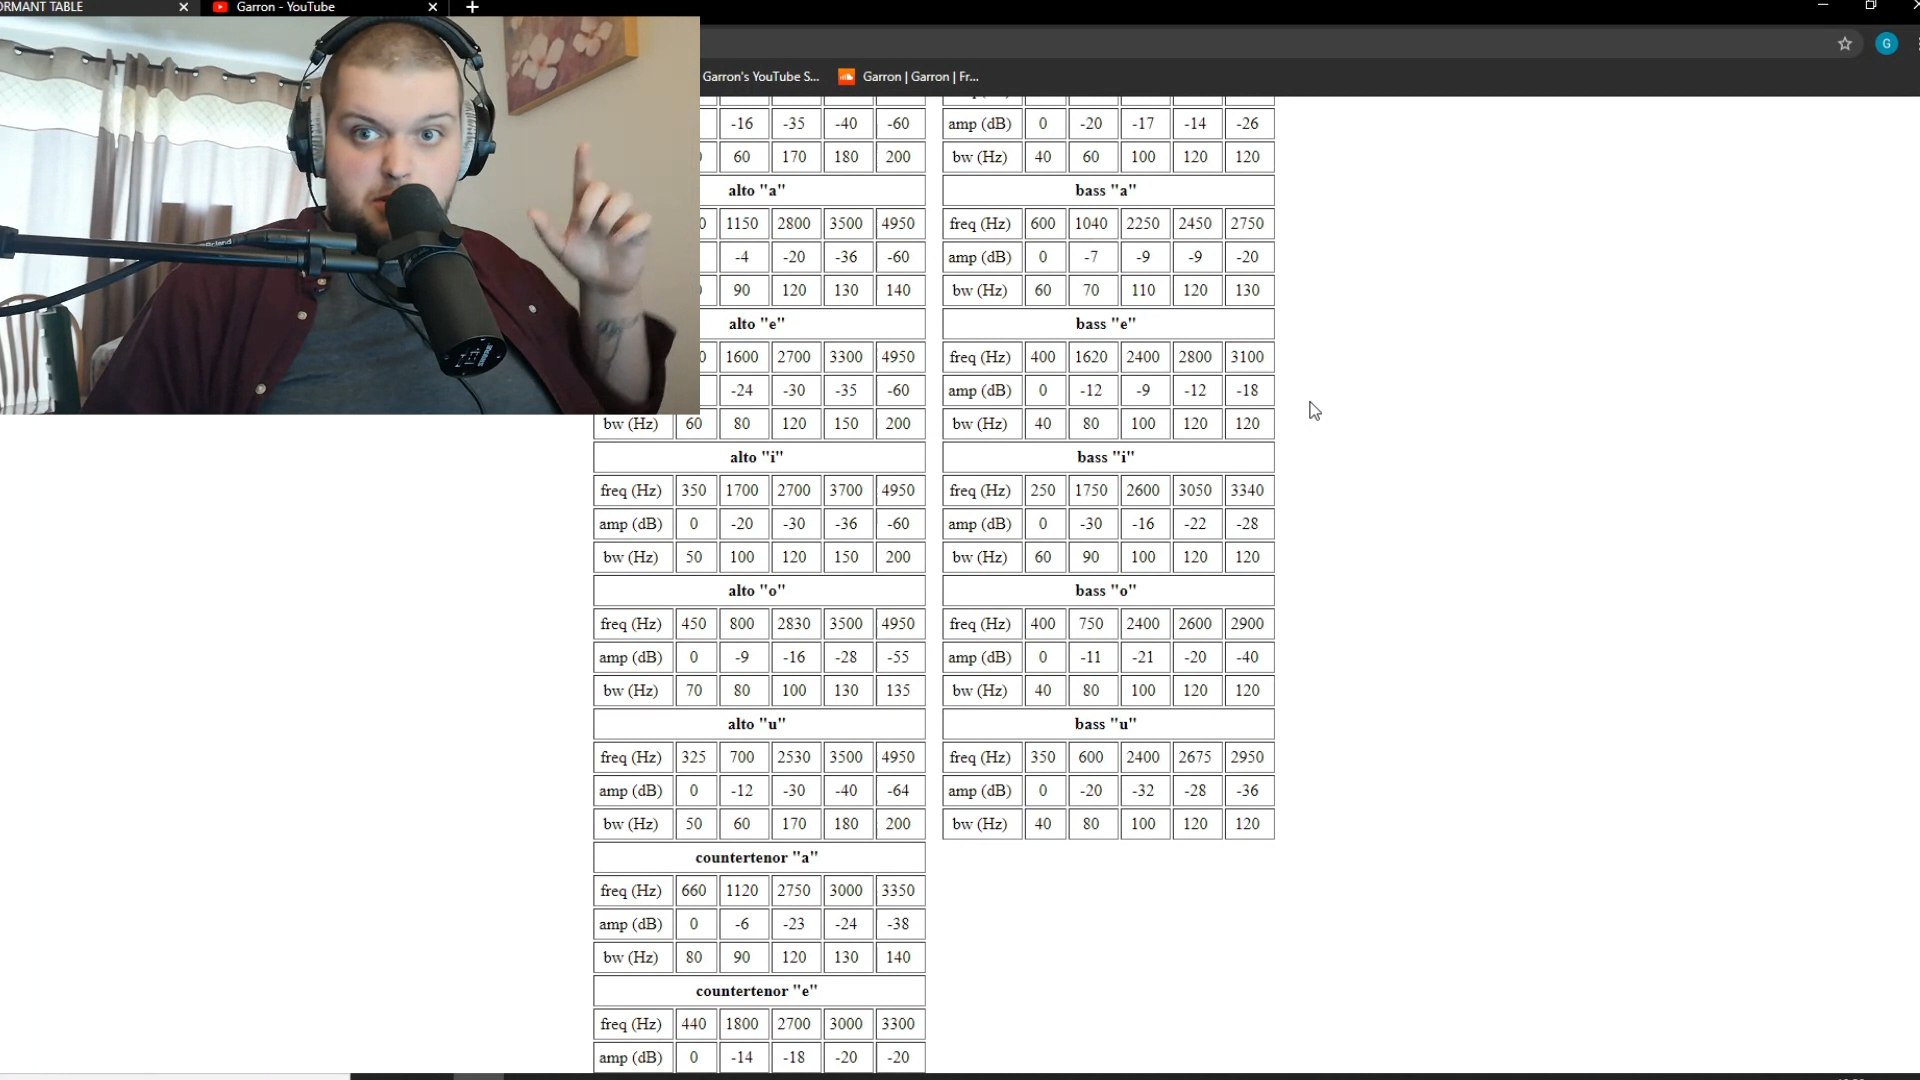 ORMANT TABLE
Garron - YouTube
Garron's YouTube S...
Garron | Garron | Fr...
G
-16 -35 -40 -60
60 170 180 200
alto "a"
0 1150 2800 3500 4950
-4 -20 -36 -60
90 120 130 140
alto "e"
0 1600 2700 3300 4950
-24 -30 -35 -60
bw (Hz) 60 80 120 150 200
alto "i"
freq (Hz) 350 1700 2700 3700 4950
amp (dB) 0 -20 -30 -36 -60
bw (Hz) 50 100 120 150 200
alto "o"
freq (Hz) 450 800 2830 3500 4950
amp (dB) 0 -9 -16 -28 -55
bw (Hz) 70 80 100 130 135
alto "u"
freq (Hz) 325 700 2530 3500 4950
amp (dB) 0 -12 -30 -40 -64
bw (Hz) 50 60 170 180 200
countertenor "a"
freq (Hz) 660 1120 2750 3000 3350
amp (dB) 0 -6 -23 -24 -38
bw (Hz) 80 90 120 130 140
countertenor "e"
freq (Hz) 440 1800 2700 3000 3300
amp (dB) 0 -14 -18 -20 -20
amp (dB) 0 -20 -17 -14 -26
bw (Hz) 40 60 100 120 120
bass "a"
freq (Hz) 600 1040 2250 2450 2750
amp (dB) 0 -7 -9 -9 -20
bw (Hz) 60 70 110 120 130
bass "e"
freq (Hz) 400 1620 2400 2800 3100
amp (dB) 0 -12 -9 -12 -18
bw (Hz) 40 80 100 120 120
bass "i"
freq (Hz) 250 1750 2600 3050 3340
amp (dB) 0 -30 -16 -22 -28
bw (Hz) 60 90 100 120 120
bass "o"
freq (Hz) 400 750 2400 2600 2900
amp (dB) 0 -11 -21 -20 -40
bw (Hz) 40 80 100 120 120
bass "u"
freq (Hz) 350 600 2400 2675 2950
amp (dB) 0 -20 -32 -28 -36
bw (Hz) 40 80 100 120 120